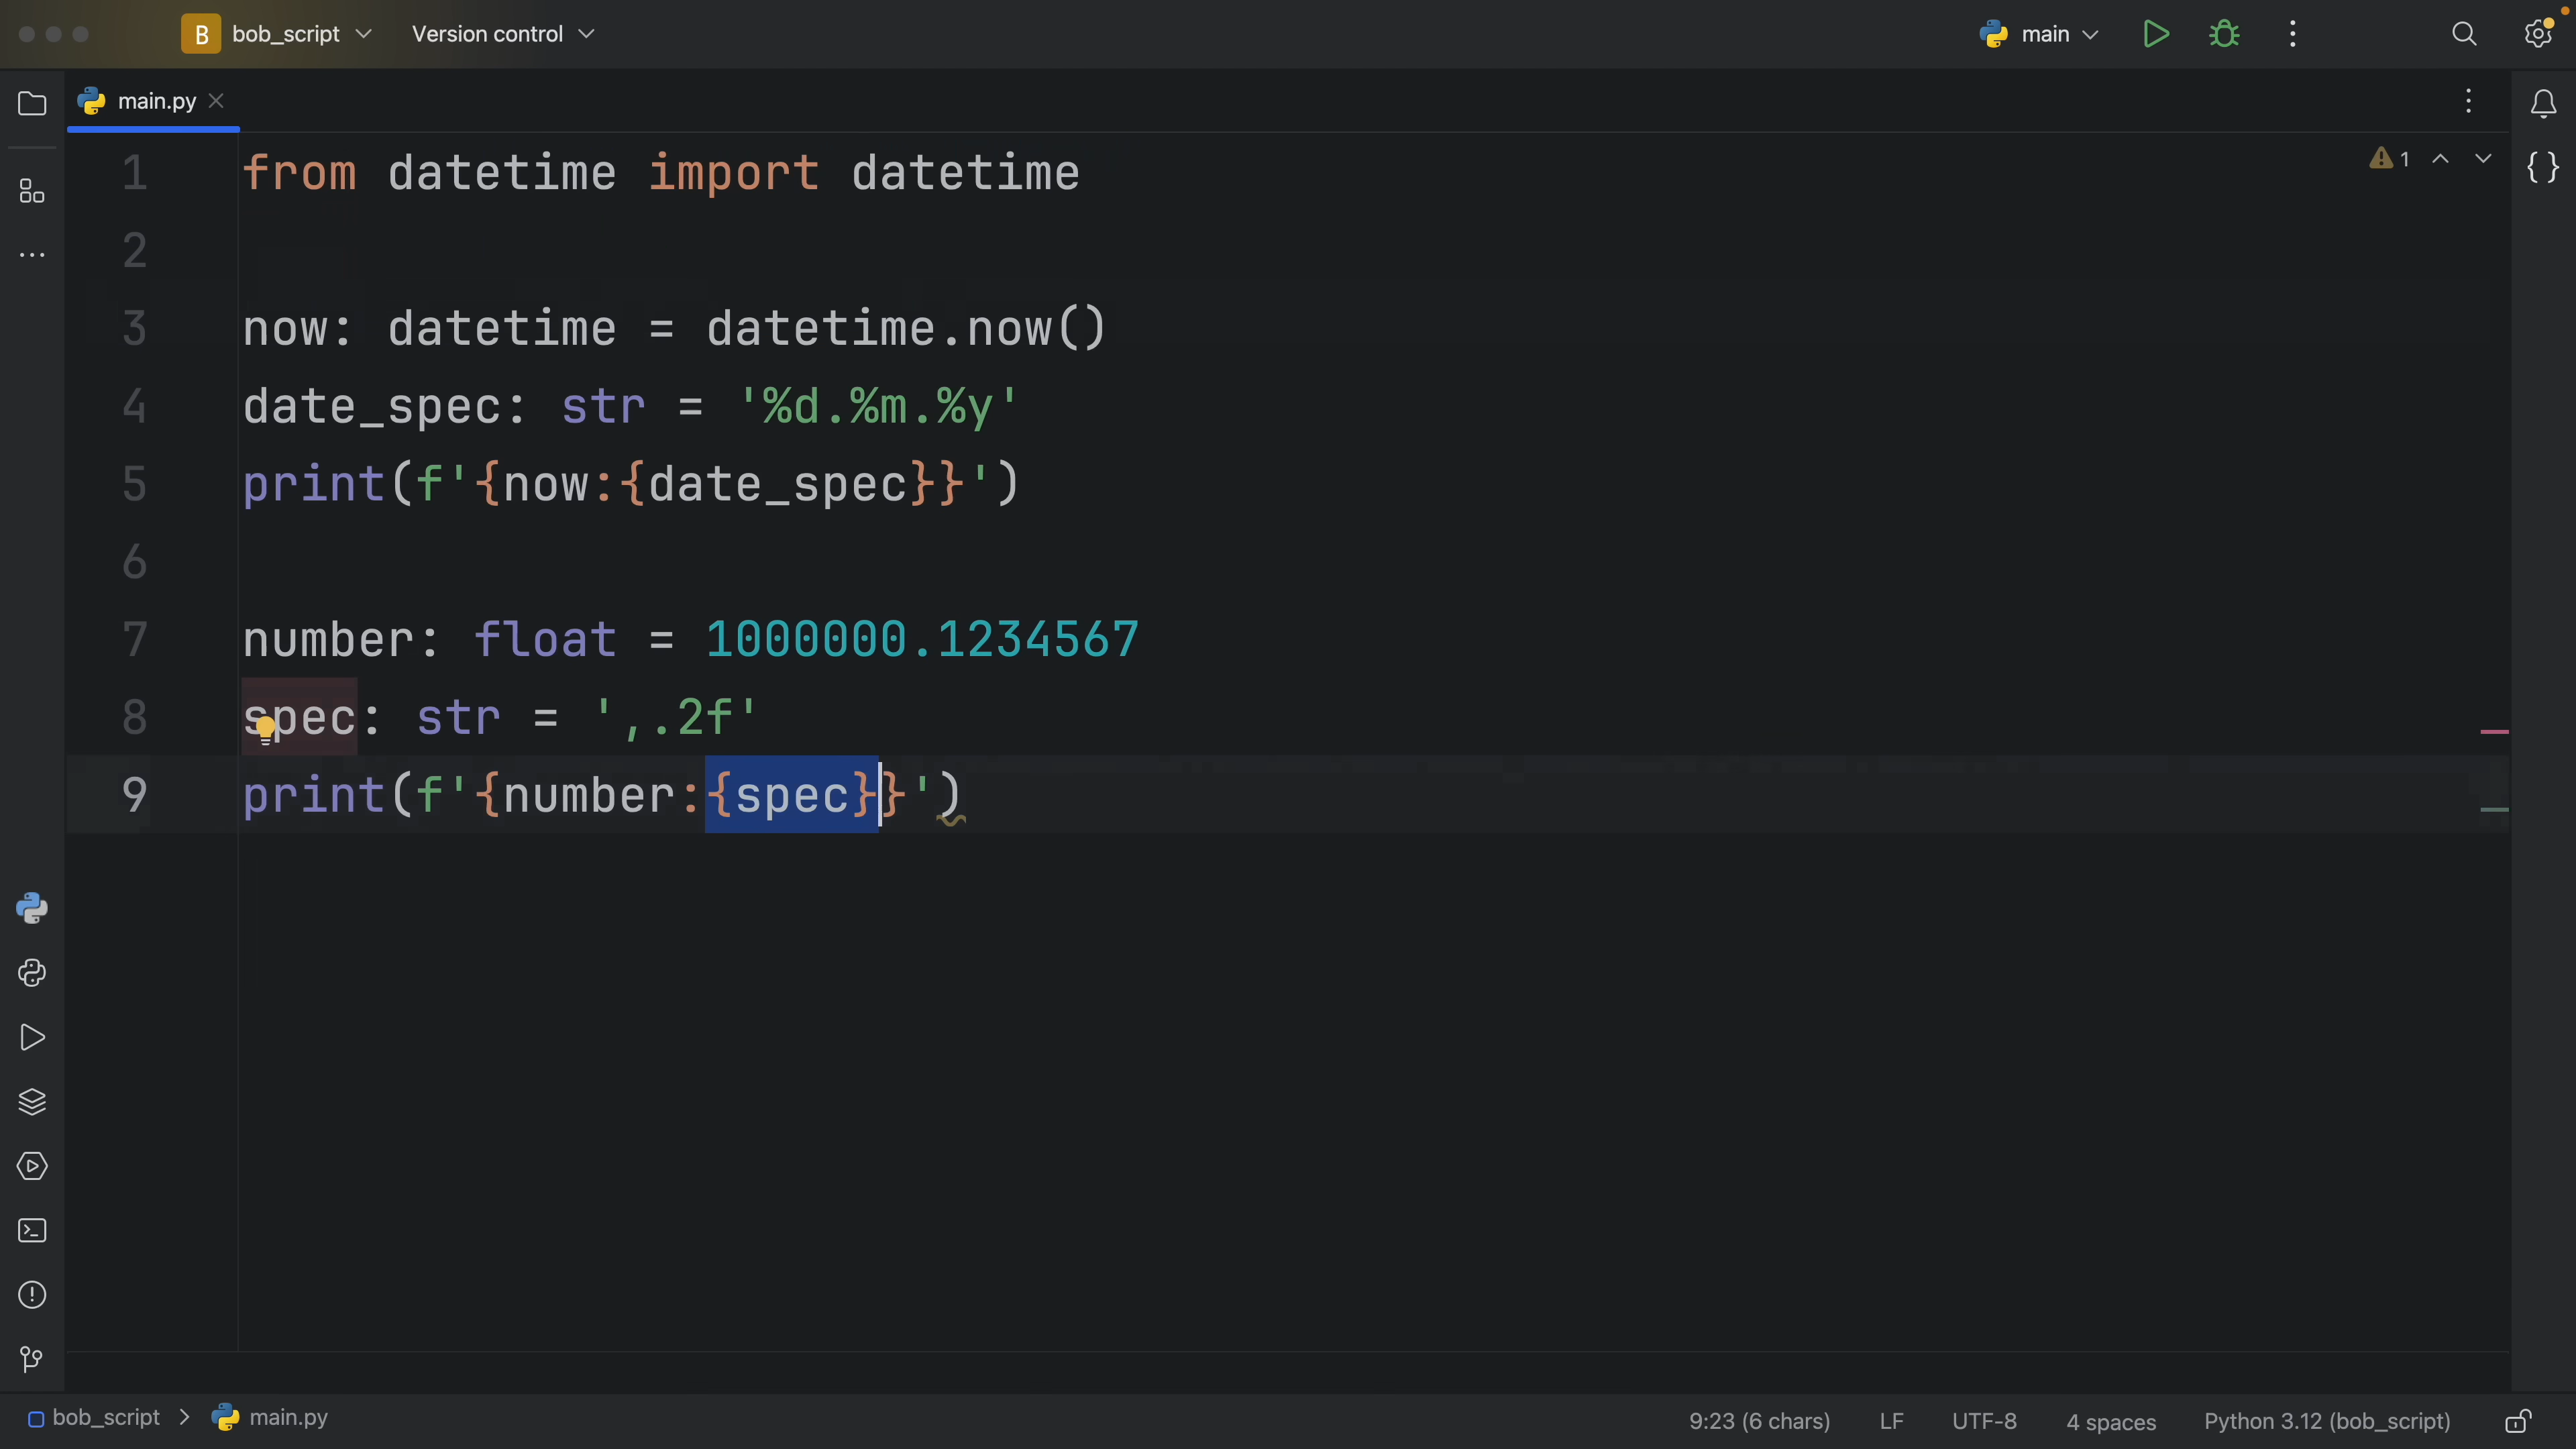 B bob_script Version control main
main.py
1 from datetime import datetime
1
2
3 now: datetime = datetime.now()
4 date_spec: str = '%d.%m.%y'
5 print(f'{now:{date_spec}}')
6
7 number: float = 1000000.1234567
8 spec: str = ',.2f'
9 print(f'{number:{spec}}')
bob_script > main.py 9:23 (6 chars) LF UTF-8 4 spaces Python 3.12 (bob_script)